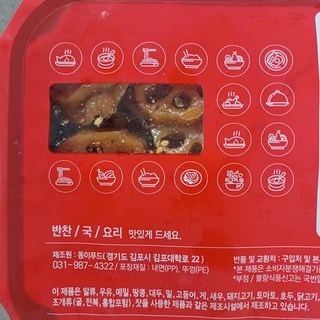 반찬 / 국 / 요리 맛있게 드세요.
제조원 : 동이푸드( 경기도 김포시 김포대학로 22 )
031-987-4322 / 포장재질 : 내면(PP), 뚜껑(PE)
반품 및 교환처 : 구입처 및 본
*본 제품은 소비자분쟁해결기
*부정 / 불량식품신고는 국번없
이 제품은 알류, 우유, 메밀, 땅콩, 대두, 밀, 고등어, 게, 새우, 돼지고기, 토마토, 호두, 닭고기,
조개류(굴, 전복, 홍합포함), 잣을 사용한 제품과 같은 제조시설에서 제조하고 있습니다.